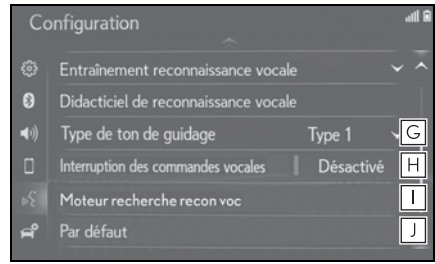 Configuration
Entraînement reconnaissance vocale
Didacticiel de reconnaissance vocale
Type de ton de guidage Type 1 G
Interruption des commandes vocales Désactivé H
Moteur recherche recon voc I
Par défaut J